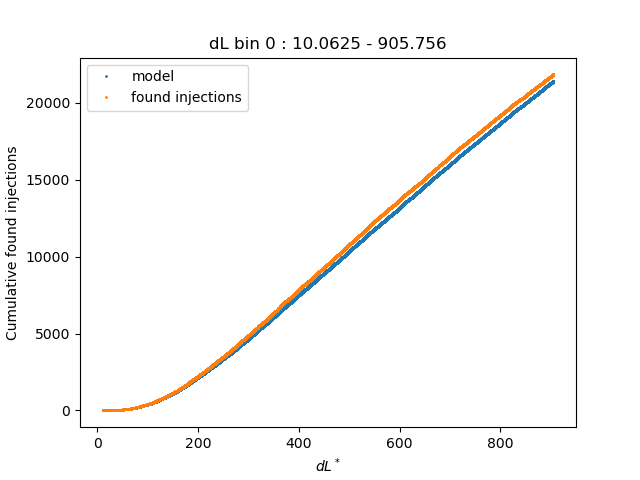 dL bin 0 : 10.0625 - 905.756
model
found injections
Cumulative found injections
20000
15000
10000
5000
0
0 200 400 600 800
dL*